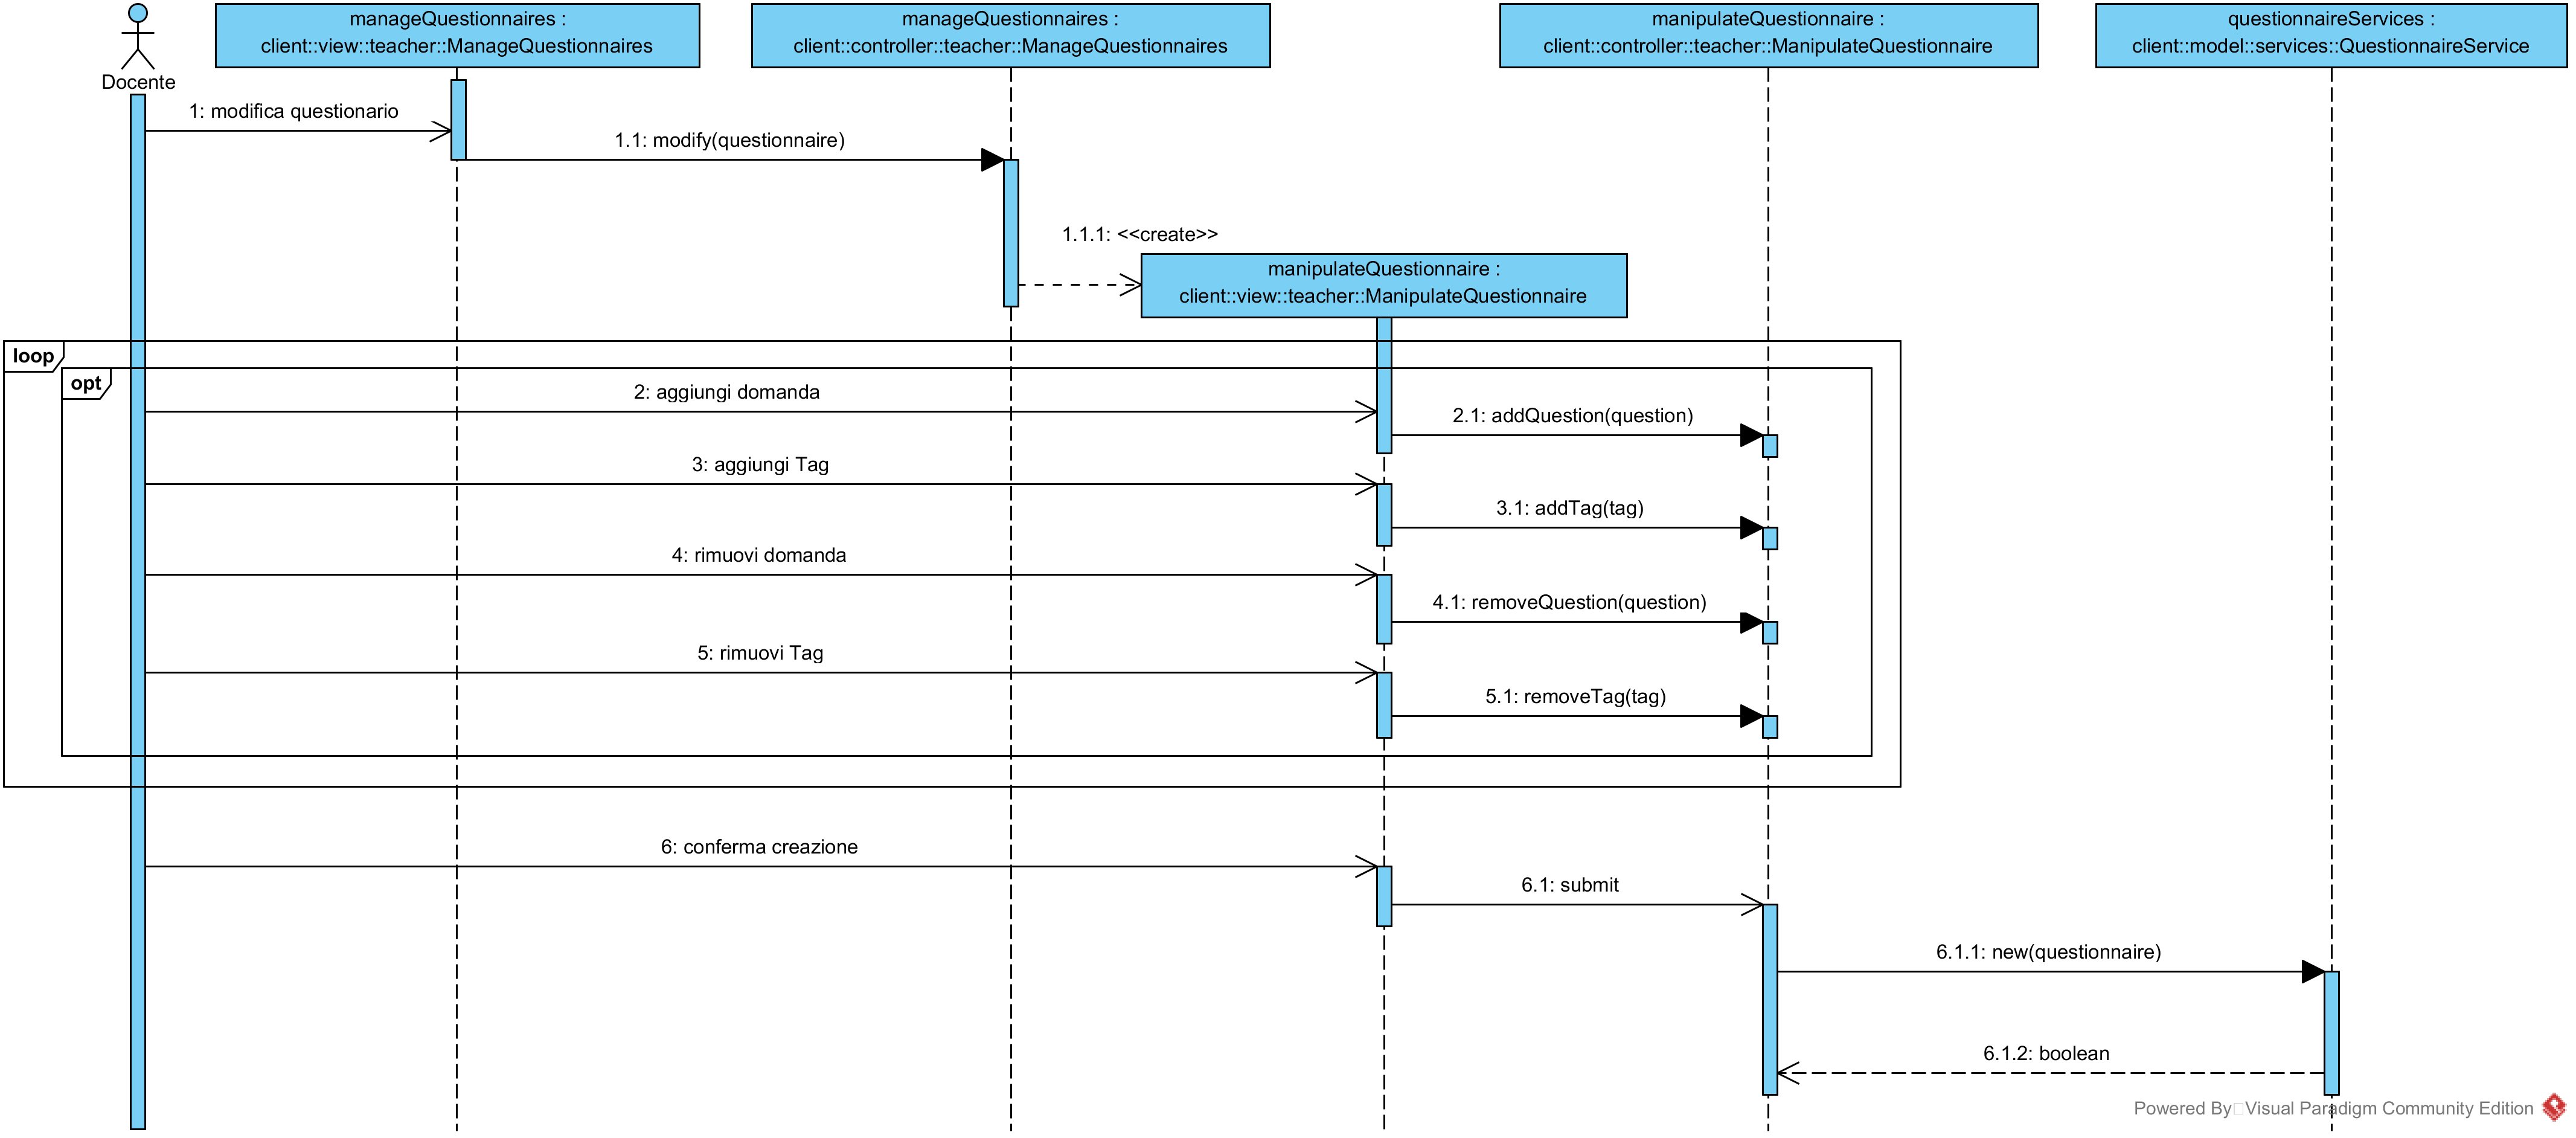 manageQuestionnaires :
client::view::teacher::ManageQuestionnaires
manageQuestionnaires :
client::controller::teacher::ManageQuestionnaires
manipulateQuestionnaire :
client::controller::teacher::ManipulateQuestionnaire
questionnaireServices :
client::model::services::QuestionnaireService
Docente
1: modifica questionario
1.1: modify(questionnaire)
1.1.1: <<create>>
manipulateQuestionnaire :
client::view::teacher::ManipulateQuestionnaire
loop
opt
2: aggiungi domanda
2.1: addQuestion(question)
3: aggiungi Tag
3.1: addTag(tag)
4: rimuovi domanda
4.1: removeQuestion(question)
5: rimuovi Tag
5.1: removeTag(tag)
6: conferma creazione
6.1: submit
6.1.1: new(questionnaire)
6.1.2: boolean
Powered By Visual Paradigm Community Edition